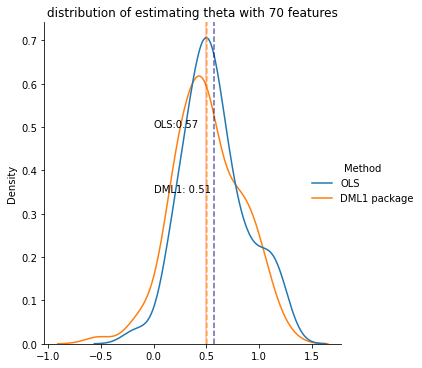 distribution of estimating theta with 70 features
Density
0.7
0.6
0.5
0.4
0.3
0.2
0.1
0.0
OLS:0.57
DML1: 0.51
Method
OLS
DML1 package
−1.0 −0.5 0.0 0.5 1.0 1.5